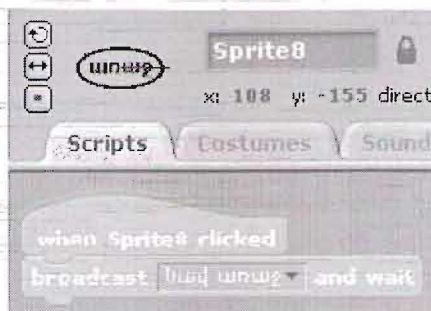 Sprite8
x: 108 y: -155 direct
Scripts Costumes Sound
when Sprite8 clicked
broadcast and wait